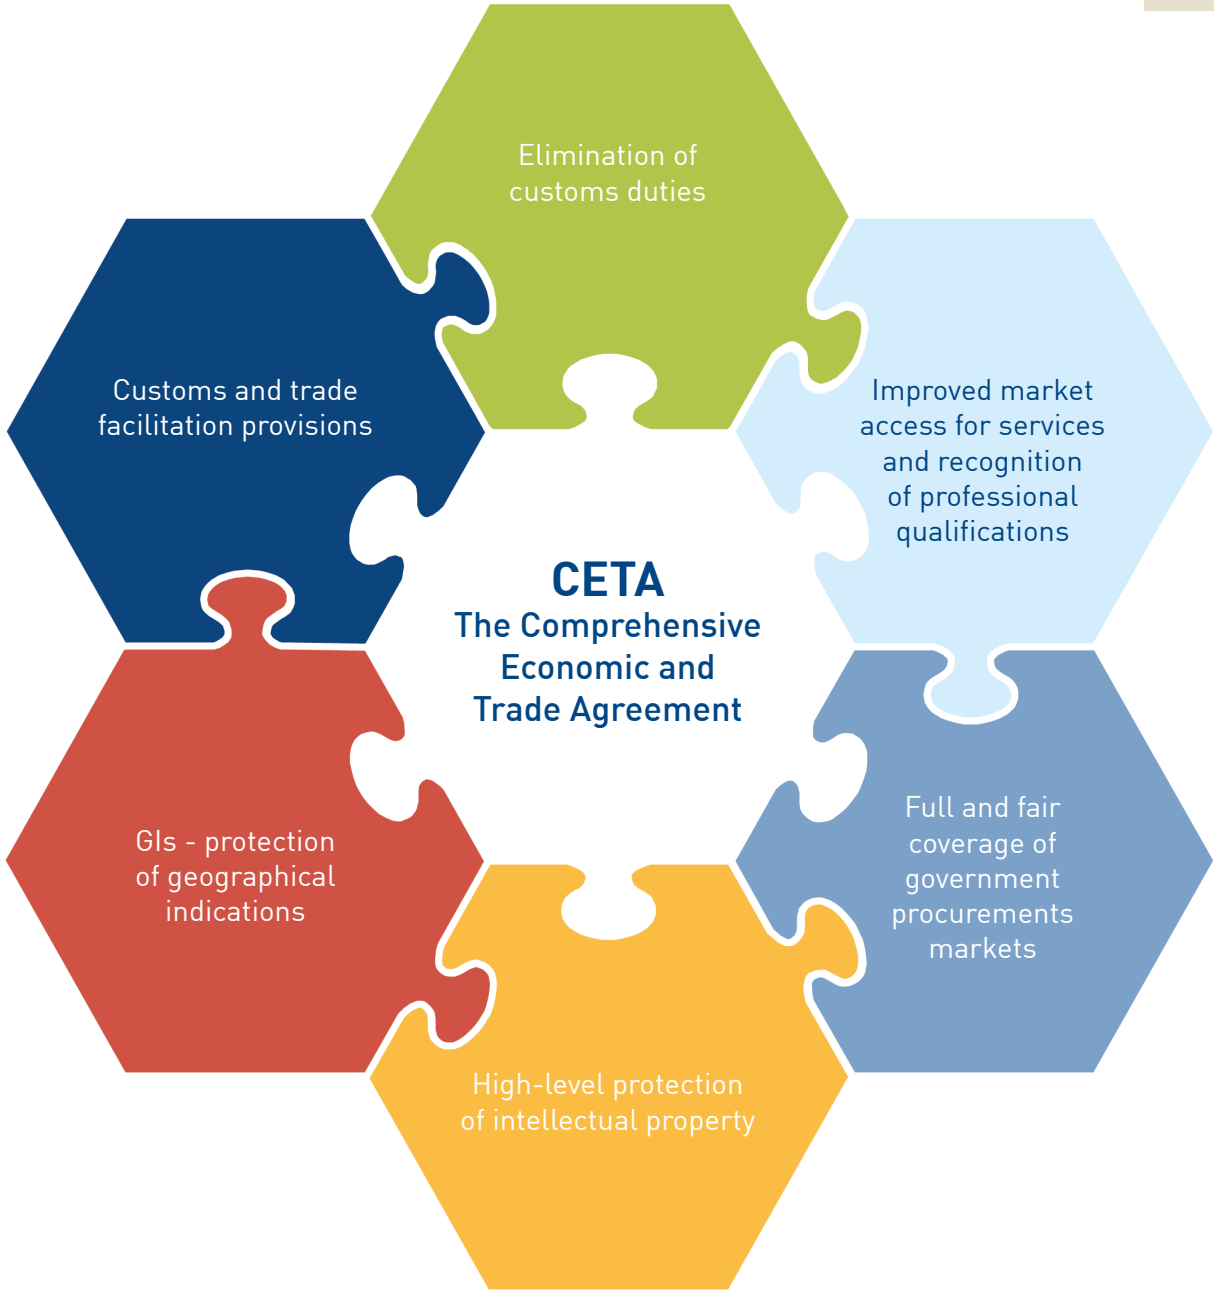 Elimination of
customs duties
Customs and trade
facilitation provisions
Improved market
access for services
and recognition
of professional
qualifications
CETA
The Comprehensive
Economic and
Trade Agreement
GIs - protection
of geographical
indications
Full and fair
coverage of
government
procurements
markets
High-level protection
of intellectual property